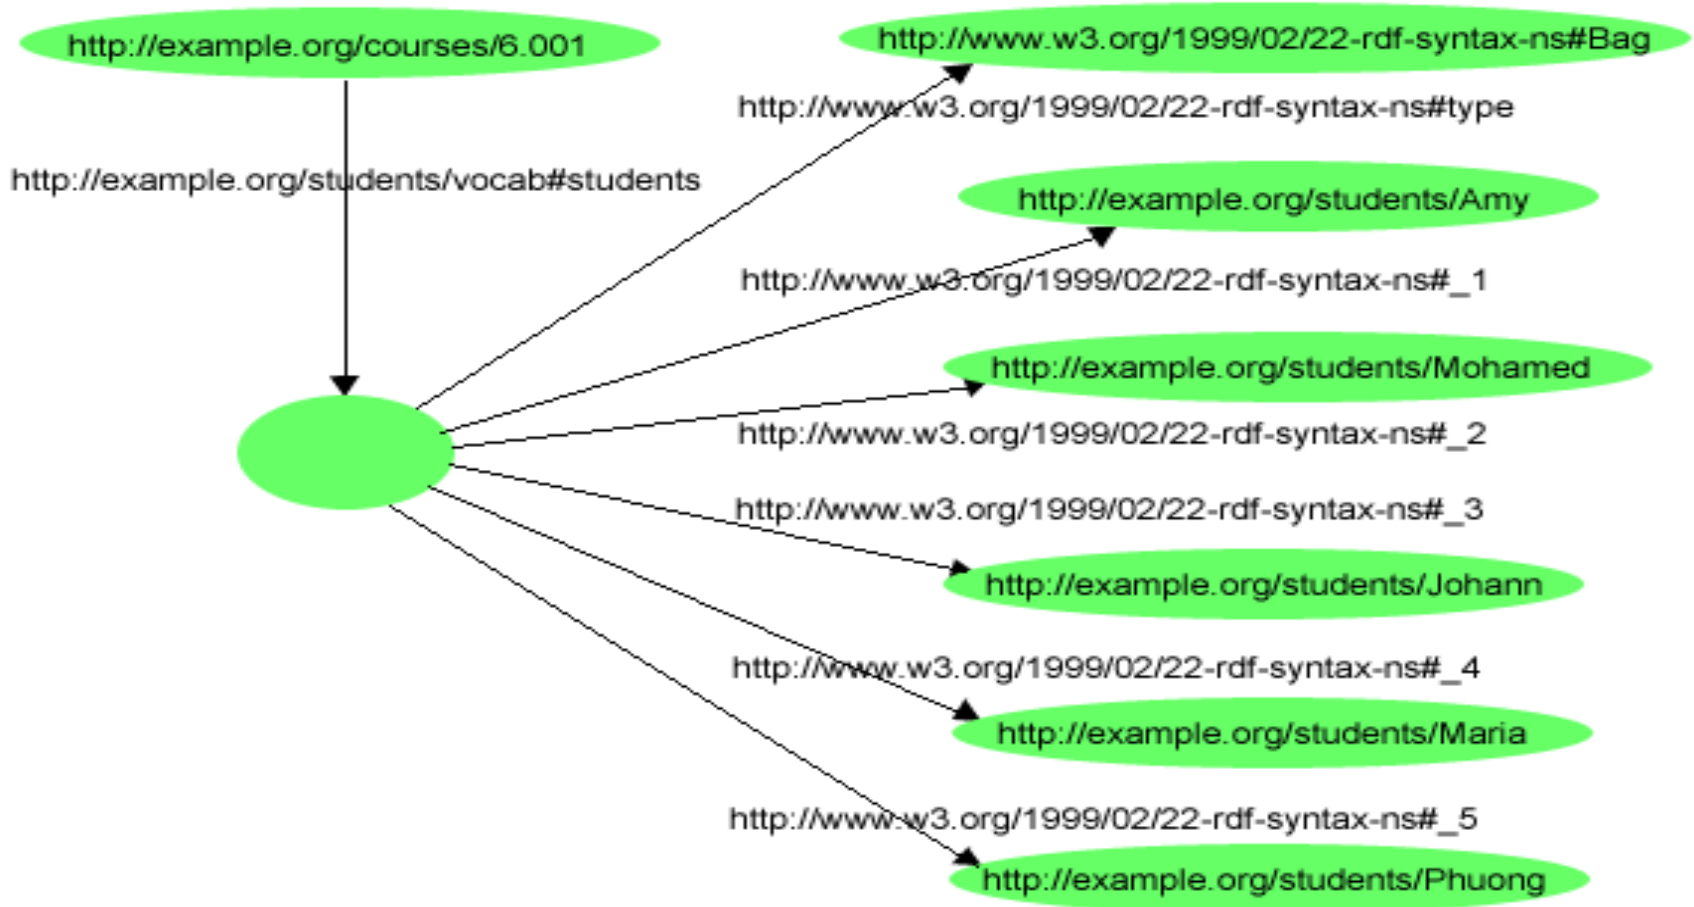 http://example.org/courses/6.001
http://www.w3.org/1999/02/22-rdf-syntax-ns#Bag
http://www.w3.org/1999/02/22-rdf-syntax-ns#type
http://example.org/students/vocab#students
http://example.org/students/Amy
http://www.w3.org/1999/02/22-rdf-syntax-ns#_1
http://example.org/students/Mohamed
http://www.w3.org/1999/02/22-rdf-syntax-ns#_2
http://www.w3.org/1999/02/22-rdf-syntax-ns#_3
http://example.org/students/Johann
http://www.w3.org/1999/02/22-rdf-syntax-ns#_4
http://example.org/students/Maria
http://www.w3.org/1999/02/22-rdf-syntax-ns#_5
http://example.org/students/Phuong